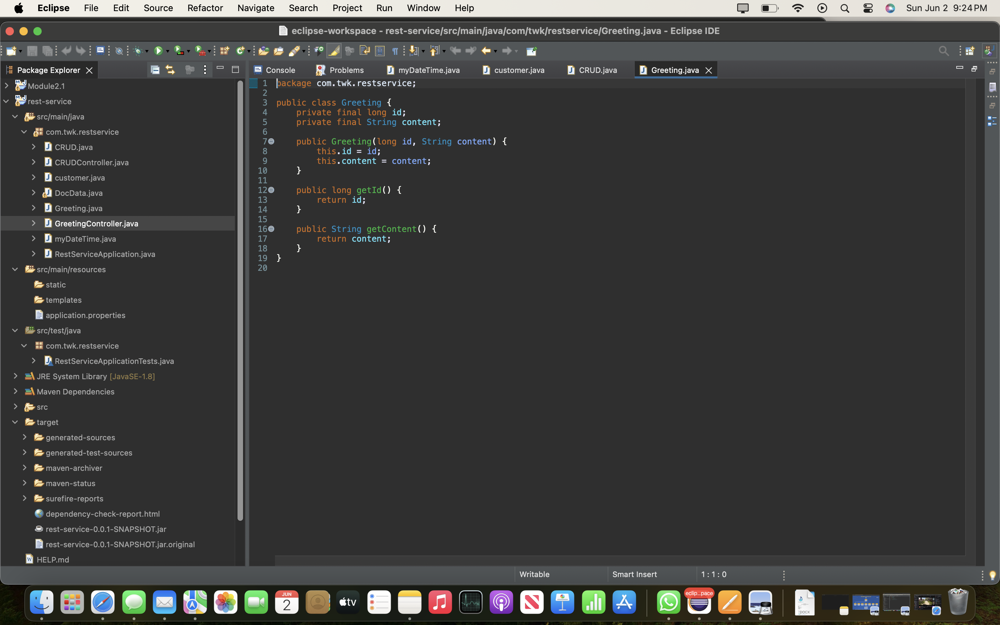 Eclipse File Edit Source Refactor Navigate Search Project Run Window Help Sun Jun 2 9:24 PM
eclipse-workspace - rest-service/src/main/java/com/twk/restservice/Greeting.java - Eclipse IDE
Package Explorer
Module2.1
rest-service
src/main/java
com.twk.restservice
CRUD.java
CRUDController.java
customer.java
DocData.java
Greeting.java
GreetingController.java
myDateTime.java
RestServiceApplication.java
src/main/resources
static
templates
application.properties
src/test/java
com.twk.restservice
RestServiceApplicationTests.java
JRE System Library [JavaSE-1.8]
Maven Dependencies
src
target
generated-sources
generated-test-sources
maven-archiver
maven-status
surefire-reports
dependency-check-report.html
rest-service-0.0.1-SNAPSHOT.jar
rest-service-0.0.1-SNAPSHOT.jar.original
HELP.md
Console Problems myDateTime.java customer.java CRUD.java Greeting.java
1 package com.twk.restservice;
2
3 public class Greeting {
4 private final long id;
5 private final String content;
6
7 public Greeting(long id, String content) {
8 this.id = id;
9 this.content = content;
10 }
11
12 public long getId() {
13 return id;
14 }
15
16 public String getContent() {
17 return content;
18 }
19 }
20
Writable Smart Insert 1 : 1 : 0
JUN
2
tv
eclip...pace
DOCX